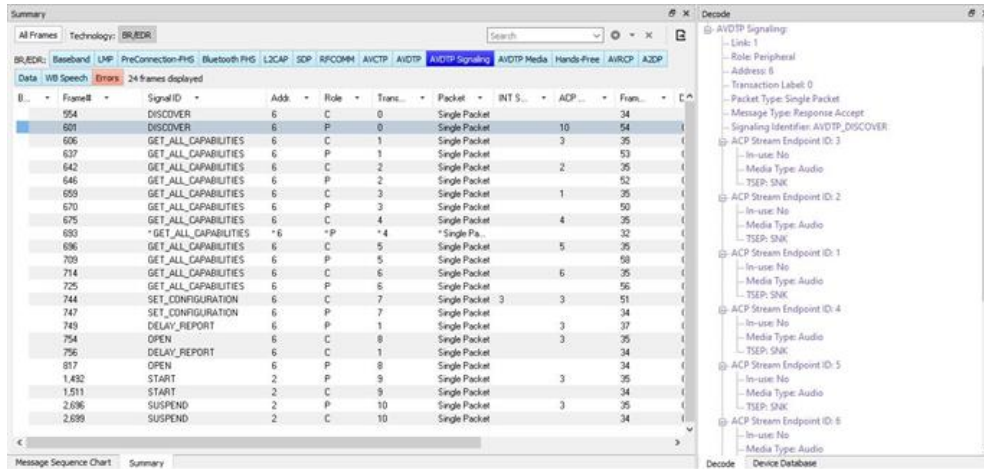 Summary
All Frames Technology: BR/EDR Search
BR/EDR: Baseband LMP PreConnection-FHS Bluetooth FHS L2CAP SDP RFCOMM AVCTP AVDTP AVDTP Signaling AVDTP Media Hands-Free AVRCP A2DP
Data WB Speech Errors 24 frames displayed
B... Frame# Signal ID Addr. Role Trans... Packet INT S... ACP ... Fram...
554 DISCOVER 6 C 0 Single Packet 34
601 DISCOVER 6 P 0 Single Packet 10 54
606 GET_ALL_CAPABILITIES 6 C 1 Single Packet 3 35
637 GET_ALL_CAPABILITIES 6 P 1 Single Packet 53
642 GET_ALL_CAPABILITIES 6 C 2 Single Packet 2 35
646 GET_ALL_CAPABILITIES 6 P 2 Single Packet 52
659 GET_ALL_CAPABILITIES 6 C 3 Single Packet 1 35
670 GET_ALL_CAPABILITIES 6 P 3 Single Packet 50
675 GET_ALL_CAPABILITIES 6 C 4 Single Packet 4 35
693 * GET_ALL_CAPABILITIES * 6 * P * 4 * Single Pa... 32
696 GET_ALL_CAPABILITIES 6 C 5 Single Packet 5 35
709 GET_ALL_CAPABILITIES 6 P 5 Single Packet 58
714 GET_ALL_CAPABILITIES 6 C 6 Single Packet 6 35
725 GET_ALL_CAPABILITIES 6 P 6 Single Packet 56
744 SET_CONFIGURATION 6 C 7 Single Packet 3 3 51
747 SET_CONFIGURATION 6 P 7 Single Packet 34
749 DELAY_REPORT 6 P 1 Single Packet 3 37
754 OPEN 6 C 8 Single Packet 3 35
756 DELAY_REPORT 6 C 1 Single Packet 34
817 OPEN 6 P 8 Single Packet 34
1,492 START 2 P 9 Single Packet 3 35
1,511 START 2 C 9 Single Packet 34
2,696 SUSPEND 2 P 10 Single Packet 3 35
2,699 SUSPEND 2 C 10 Single Packet 34
Message Sequence Chart Summary
Decode
AVDTP Signaling:
Link: 1
Role: Peripheral
Address: 6
Transaction Label: 0
Packet Type: Single Packet
Message Type: Response Accept
Signaling Identifier: AVDTP_DISCOVER
ACP Stream Endpoint ID: 3
In-use: No
Media Type: Audio
TSEP: SNK
ACP Stream Endpoint ID: 2
In-use: No
Media Type: Audio
TSEP: SNK
ACP Stream Endpoint ID: 1
In-use: No
Media Type: Audio
TSEP: SNK
ACP Stream Endpoint ID: 4
In-use: No
Media Type: Audio
TSEP: SNK
ACP Stream Endpoint ID: 5
In-use: No
Media Type: Audio
TSEP: SNK
ACP Stream Endpoint ID: 6
In-use: No
Media Type: Audio
Decode Device Database